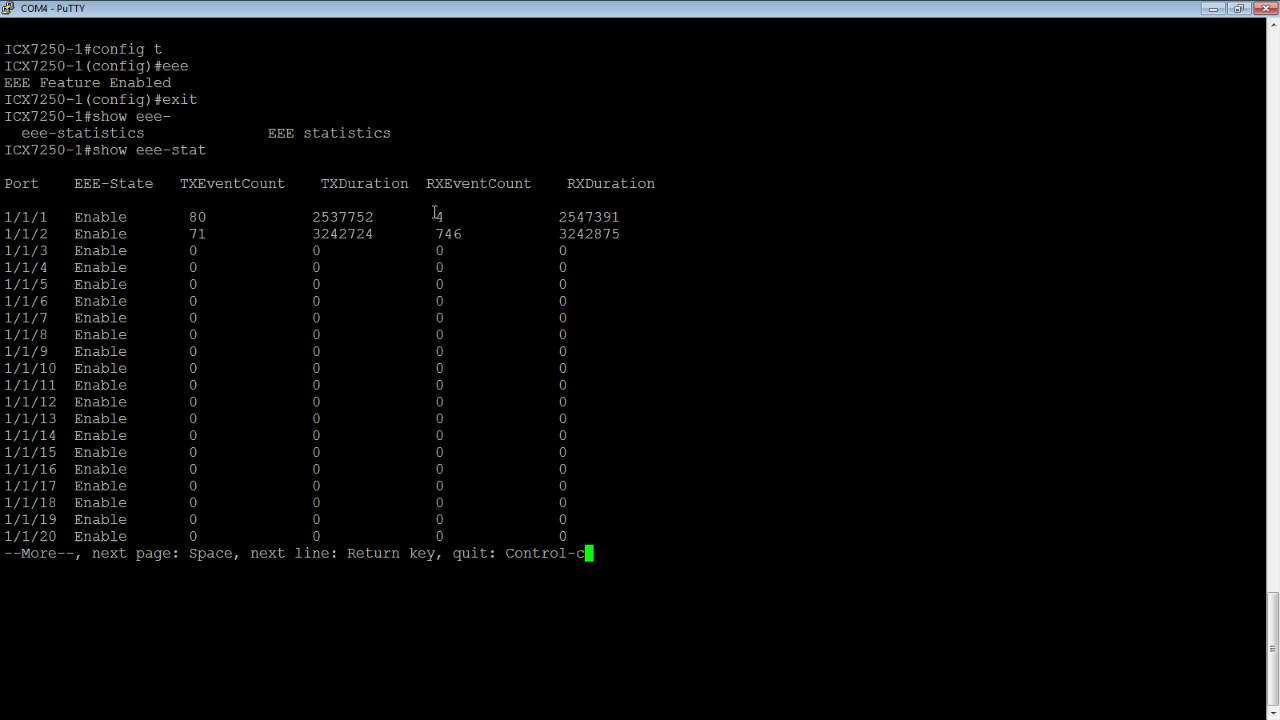 COM4 - PuTTY
ICX7250-1#config t
ICX7250-1(config)#eee
EEE Feature Enabled
ICX7250-1(config)#exit
ICX7250-1#show eee-
eee-statistics EEE statistics
ICX7250-1#show eee-stat
Port EEE-State TXEventCount TXDuration RXEventCount RXDuration
1/1/1 Enable 80 2537752 4 2547391
1/1/2 Enable 71 3242724 746 3242875
1/1/3 Enable 0 0 0 0
1/1/4 Enable 0 0 0 0
1/1/5 Enable 0 0 0 0
1/1/6 Enable 0 0 0 0
1/1/7 Enable 0 0 0 0
1/1/8 Enable 0 0 0 0
1/1/9 Enable 0 0 0 0
1/1/10 Enable 0 0 0 0
1/1/11 Enable 0 0 0 0
1/1/12 Enable 0 0 0 0
1/1/13 Enable 0 0 0 0
1/1/14 Enable 0 0 0 0
1/1/15 Enable 0 0 0 0
1/1/16 Enable 0 0 0 0
1/1/17 Enable 0 0 0 0
1/1/18 Enable 0 0 0 0
1/1/19 Enable 0 0 0 0
1/1/20 Enable 0 0 0 0
--More--, next page: Space, next line: Return key, quit: Control-c